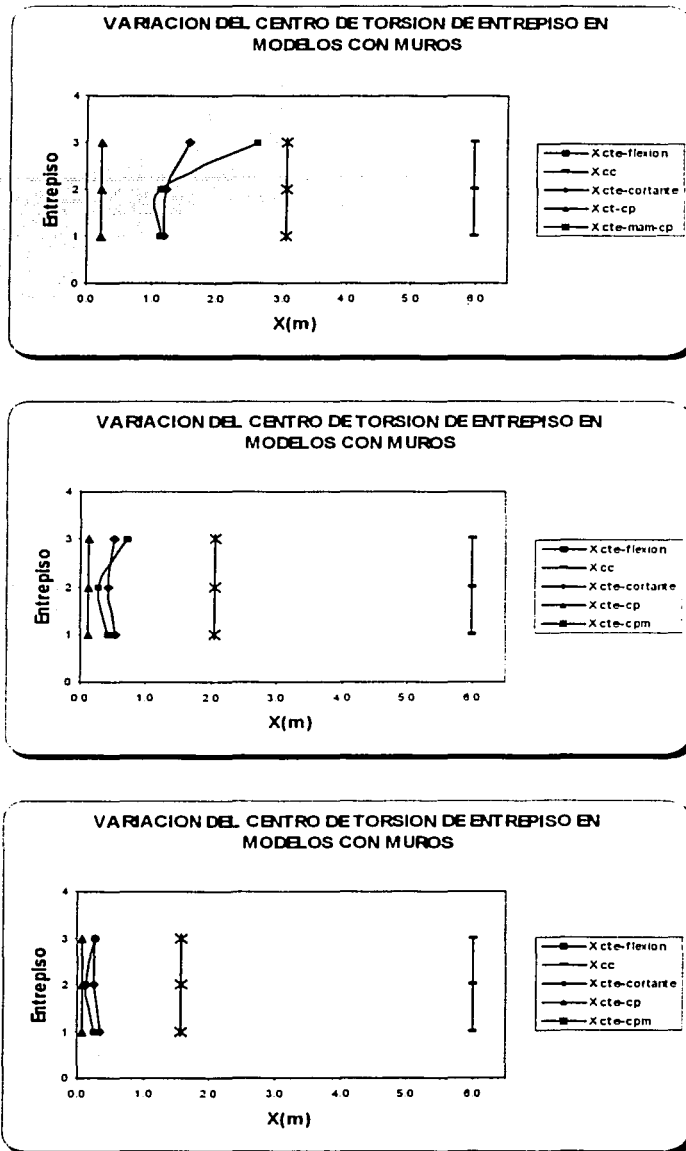 VARIACION DEL CENTRO DE TORSION DE ENTREPISO EN
MODELOS CON MUROS
Entrepiso
4
3
2
1
0
0.0 1.0 2.0 3.0 4.0 5.0 6.0
X(m)
Xcte-flexion
Xcc
Xcte-cortante
Xct-cp
Xcte-mam-cp
VARIACION DEL CENTRO DE TORSION DE ENTREPISO EN
MODELOS CON MUROS
Entrepiso
4
3
2
1
0
0.0 1.0 2.0 3.0 4.0 5.0 6.0
X(m)
Xcte-flexion
Xcc
Xcte-cortante
Xcte-cp
Xcte-cpm
VARIACION DEL CENTRO DE TORSION DE ENTREPISO EN
MODELOS CON MUROS
Entrepiso
4
3
2
1
0
0.0 1.0 2.0 3.0 4.0 5.0 6.0
X(m)
Xcte-flexion
Xcc
Xcte-cortante
Xcte-cp
Xcte-cpm